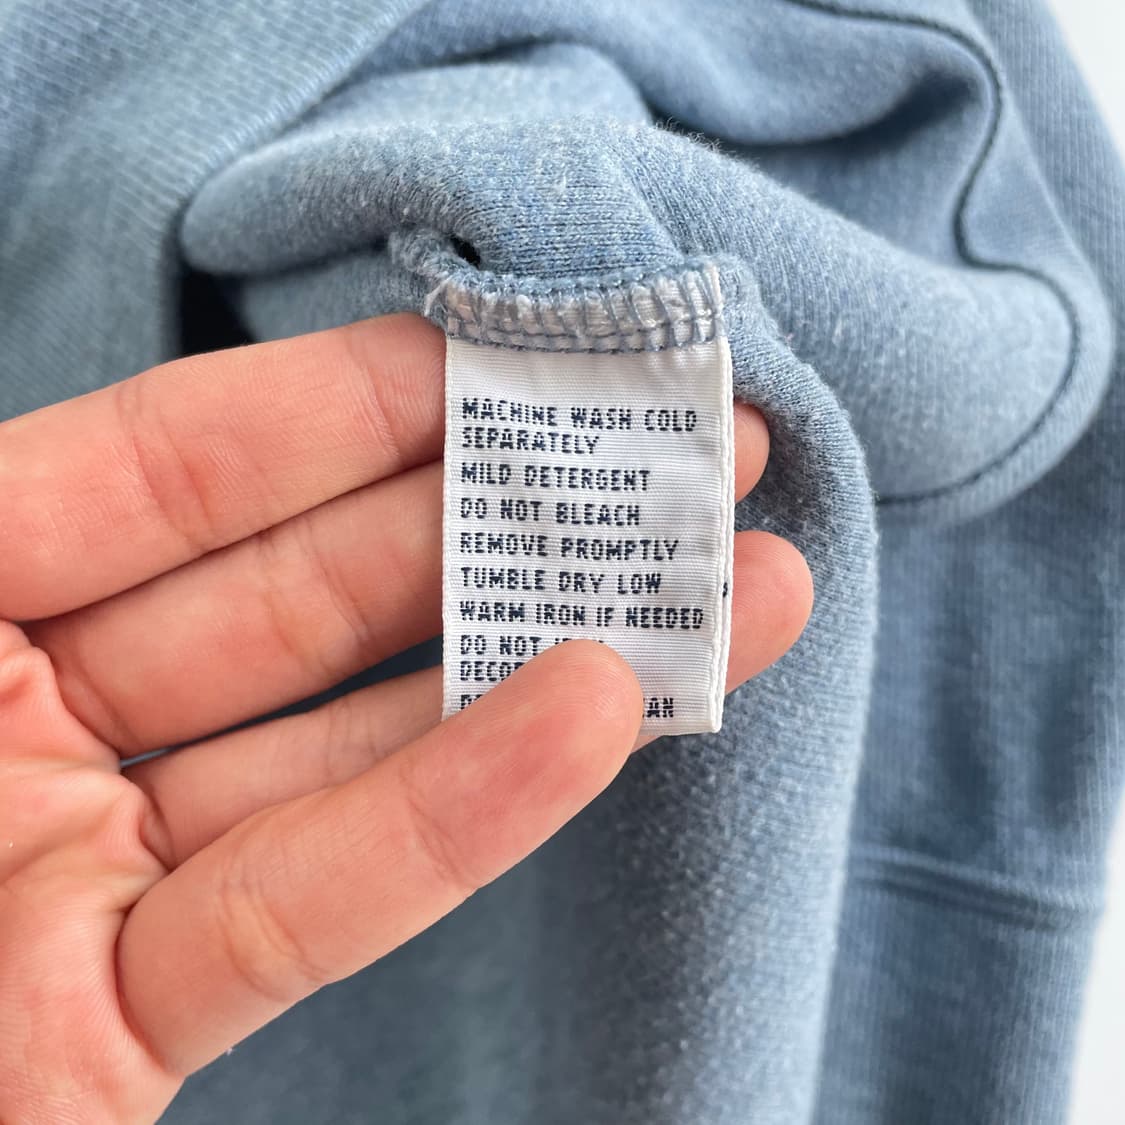 MACHINE WASH COLD
SEPARATELY
MILD DETERGENT
DO NOT BLEACH
REMOVE PROMPTLY
TUMBLE DRY LOW
WARM IRON IF NEEDED
DO NOT